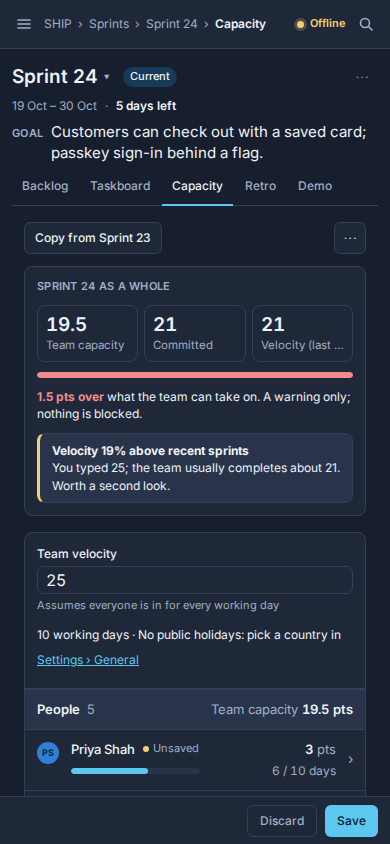 SHIP › Sprints › Sprint 24 › Capacity
Offline
Sprint 24 ▾ Current ...
19 Oct – 30 Oct · 5 days left
GOAL Customers can check out with a saved card;
passkey sign-in behind a flag.
Backlog Taskboard Capacity Retro Demo
Copy from Sprint 23 ...
SPRINT 24 AS A WHOLE
19.5 21 21
Team capacity Committed Velocity (last ...
1.5 pts over what the team can take on. A warning only;
nothing is blocked.
Velocity 19% above recent sprints
You typed 25; the team usually completes about 21.
Worth a second look.
Team velocity
25
Assumes everyone is in for every working day
10 working days · No public holidays: pick a country in
Settings › General
People 5 Team capacity 19.5 pts
PS Priya Shah Unsaved 3 pts ›
6 / 10 days
Discard Save